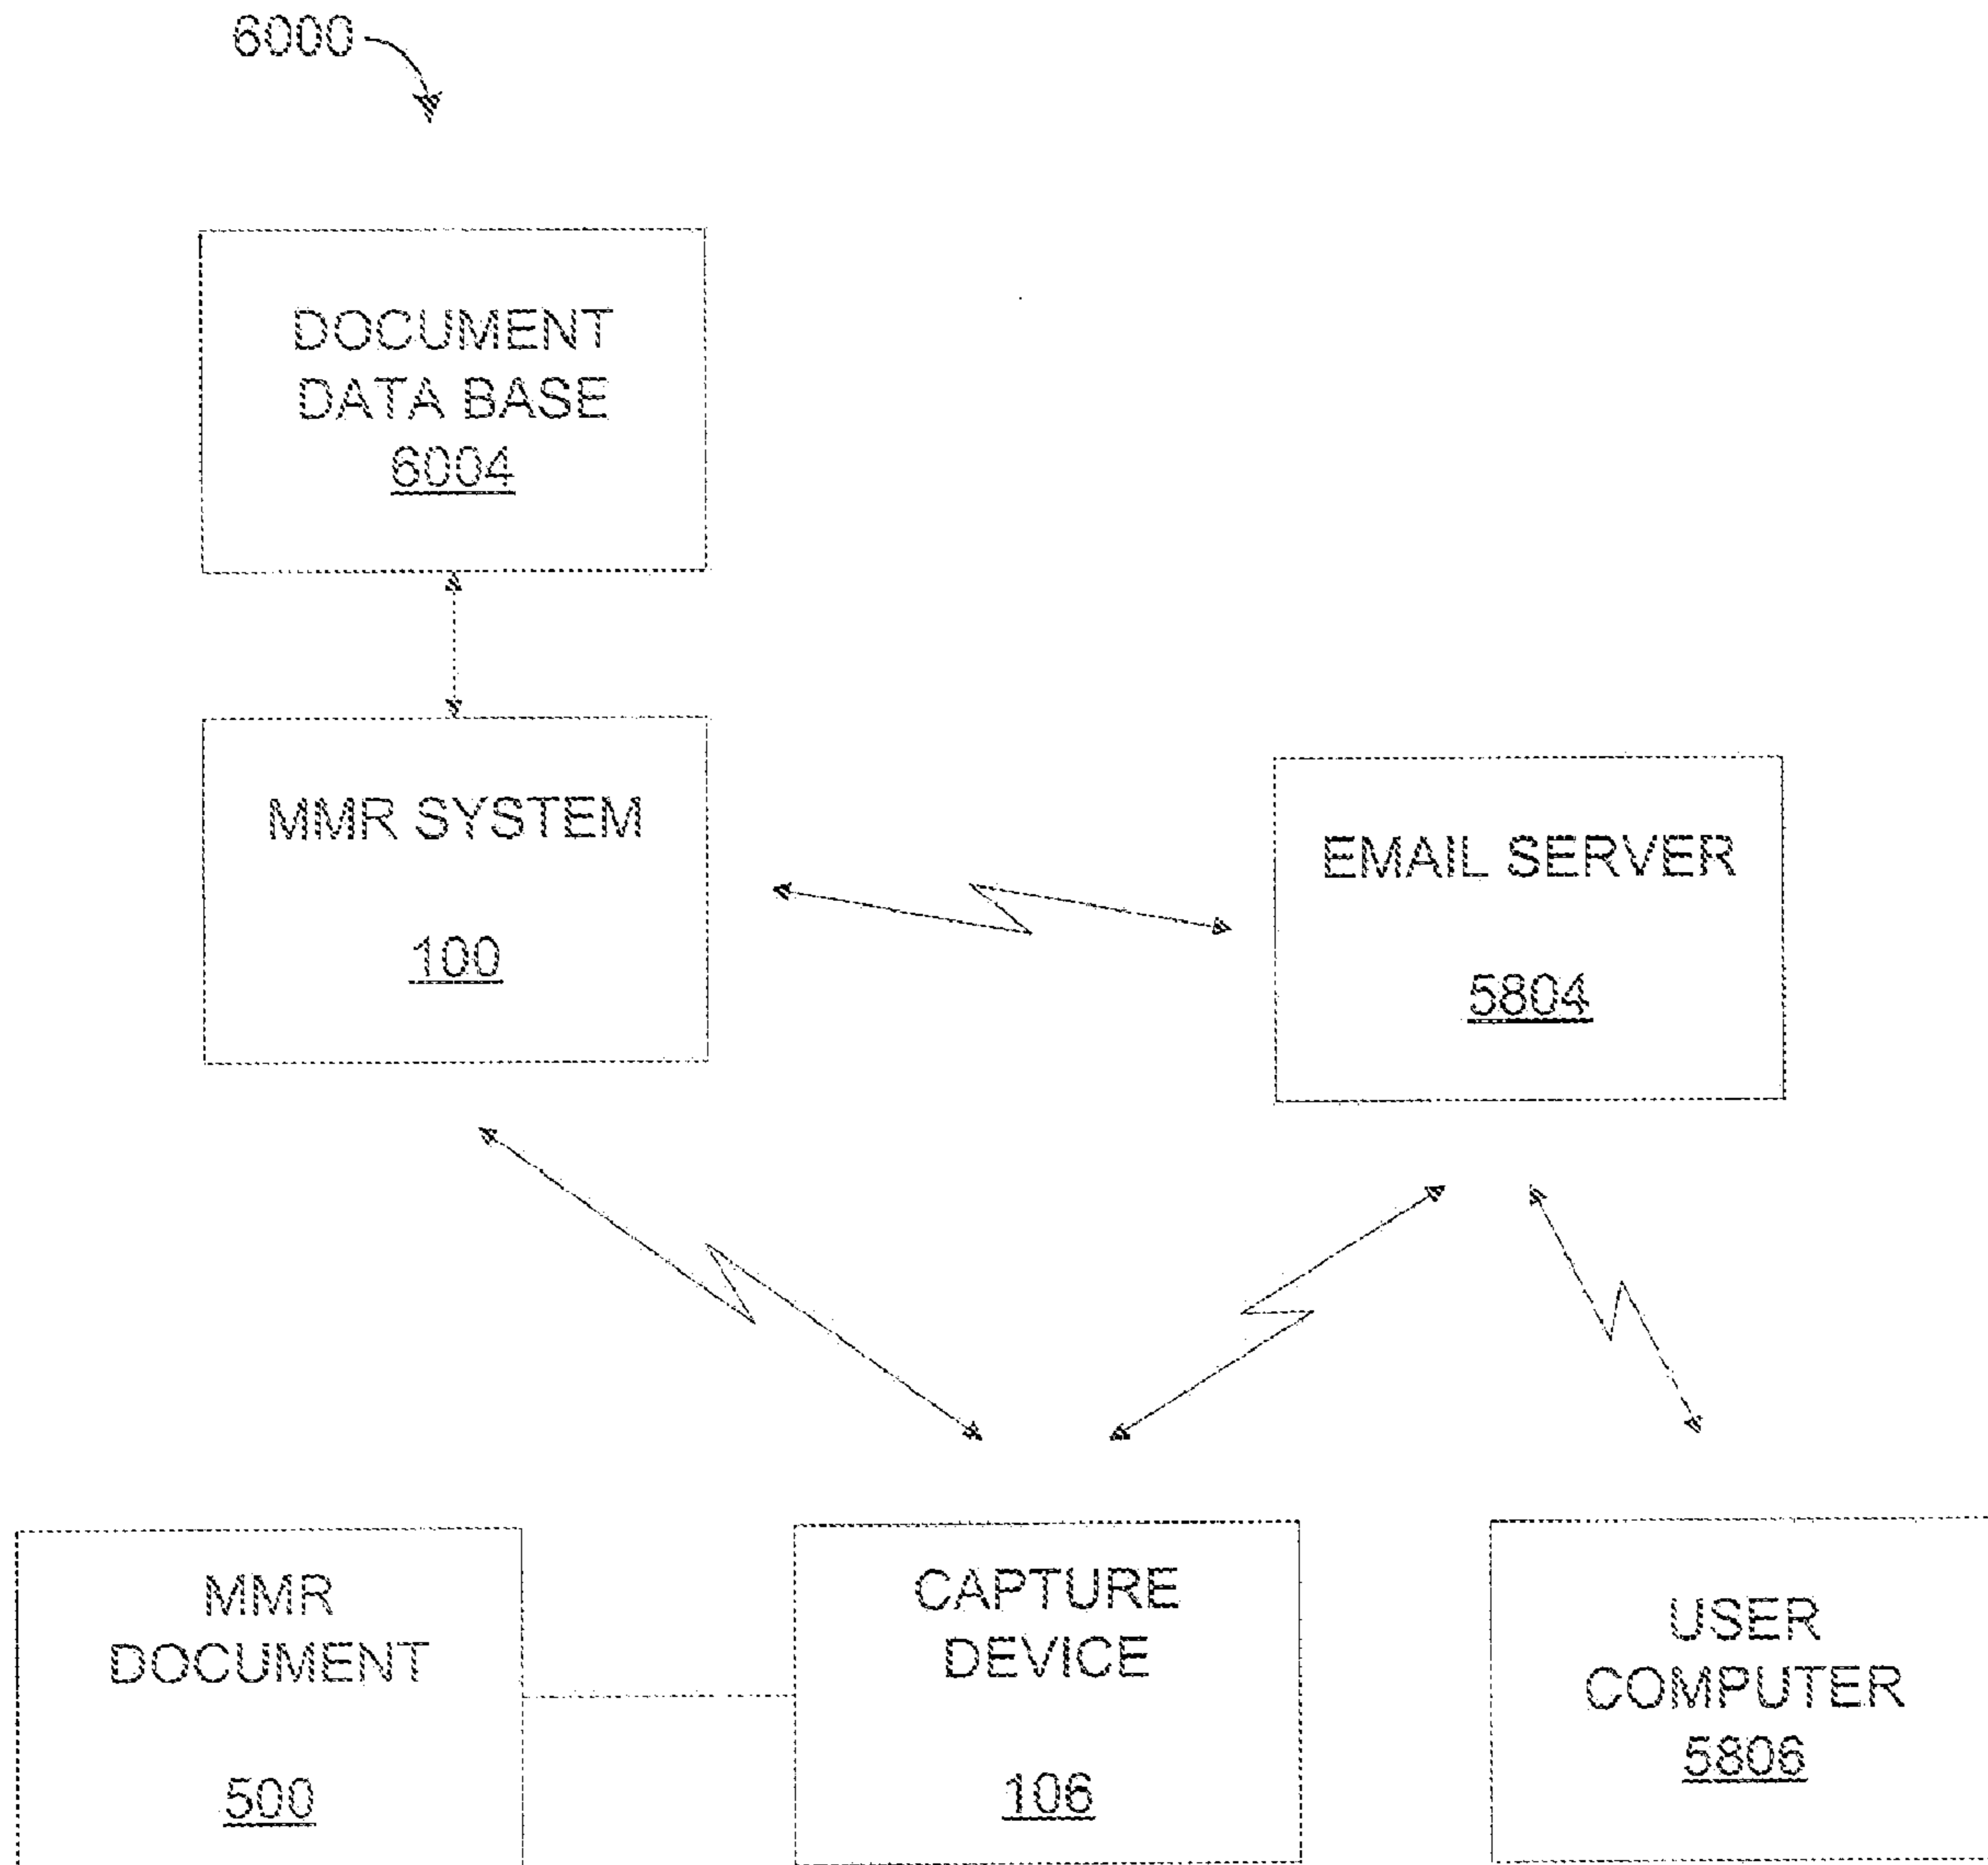 6000
DOCUMENT
DATA BASE
6004
MMR SYSTEM
100
EMAIL SERVER
5804
MMR
DOCUMENT
500
CAPTURE
DEVICE
106
USER
COMPUTER
5806